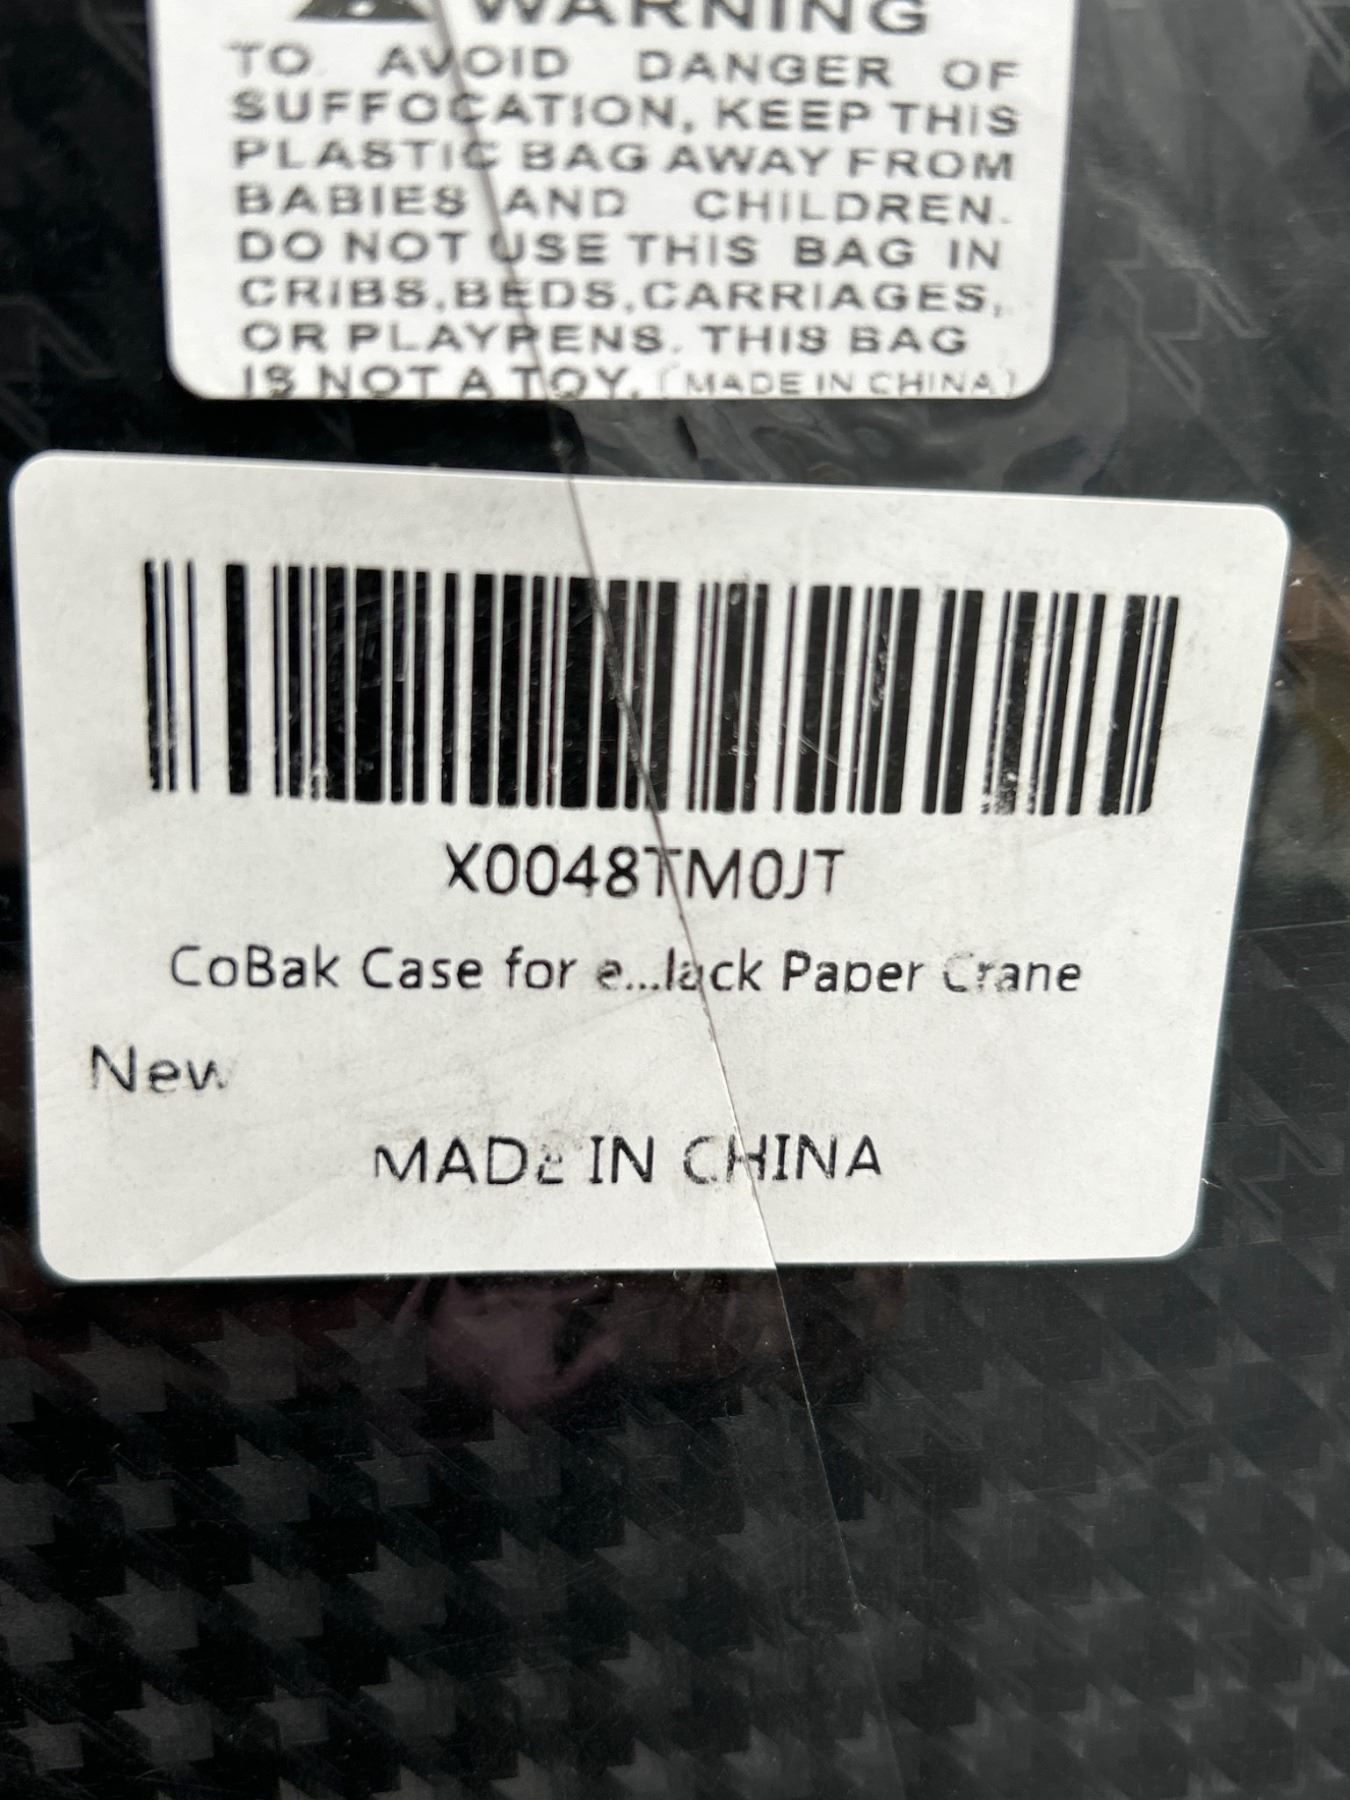 WARNING
TO AVOID DANGER OF
SUFFOCATION, KEEP THIS
PLASTIC BAG AWAY FROM
BABIES AND CHILDREN.
DO NOT USE THIS BAG IN
CRIBS,BEDS,CARRIAGES,
OR PLAYPENS. THIS BAG
IS NOT A TOY. (MADE IN CHINA)
X0048TM0JT
CoBak Case for e...lack Paper Crane
New
MADE IN CHINA